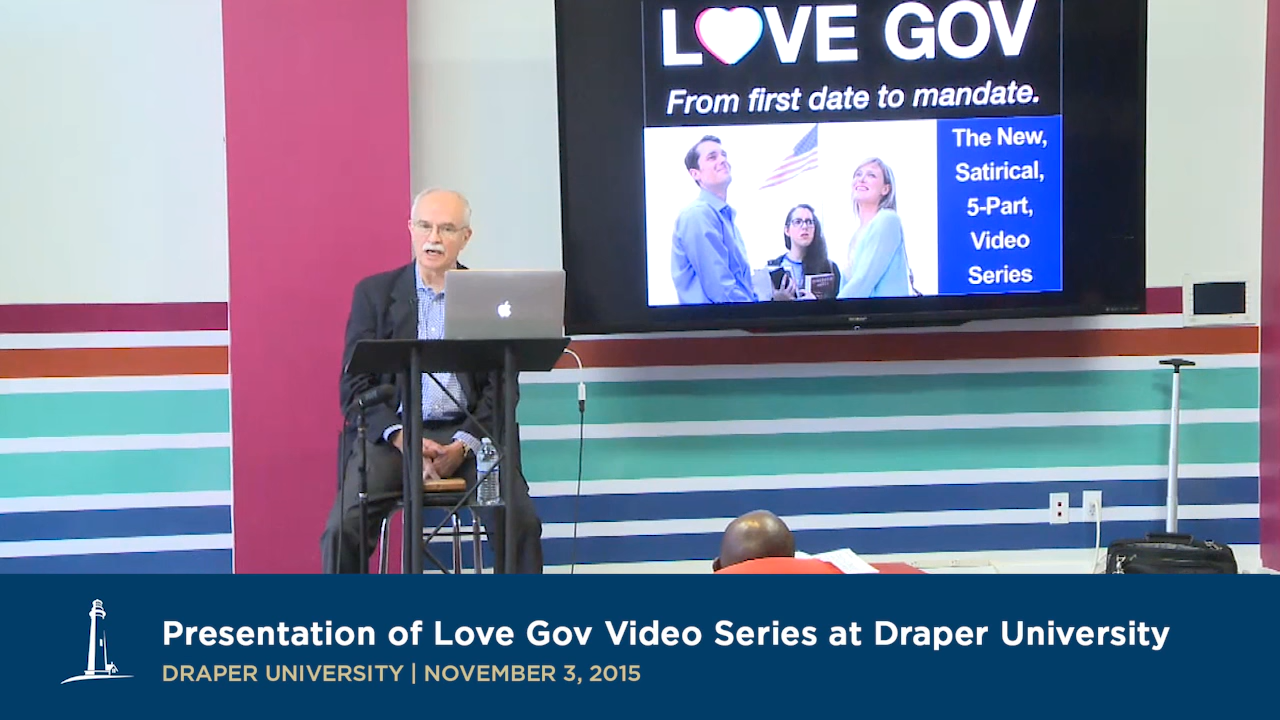 LOVE GOV
From first date to mandate.
The New,
Satirical,
5-Part,
Video
Series
Presentation of Love Gov Video Series at Draper University
DRAPER UNIVERSITY | NOVEMBER 3, 2015